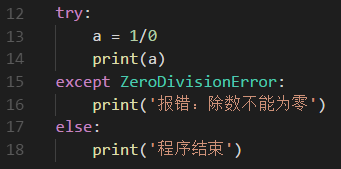 12 try:
13     a = 1/0
14     print(a)
15 except ZeroDivisionError:
16     print('报错：除数不能为零')
17 else:
18     print('程序结束')